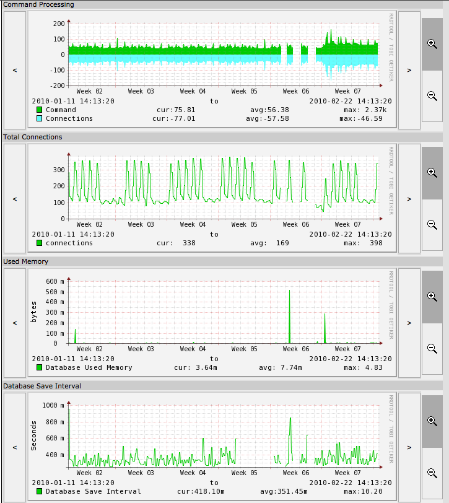 Command Processing
200
100
0
-100
-200
Week 02 Week 03 Week 04 Week 05 Week 06 Week 07
2010-01-11 14:13:20 to 2010-02-22 14:13:20
Command cur:75.81 avg:56.38 max: 2.37k
Connections cur:-77.01 avg:-57.58 max:-46.59
< >
Total Connections
300
200
100
0
Week 02 Week 03 Week 04 Week 05 Week 06 Week 07
2010-01-11 14:13:20 to 2010-02-22 14:13:20
connections cur: 338 avg: 169 max: 398
< >
Used Memory
bytes
600 m
500 m
400 m
300 m
200 m
100 m
0
Week 02 Week 03 Week 04 Week 05 Week 06 Week 07
2010-01-11 14:13:20 to 2010-02-22 14:13:20
Database Used Memory cur: 3.64m avg: 7.74m max: 4.83
< >
Database Save Interval
Seconds
1000 m
800 m
600 m
400 m
Week 02 Week 03 Week 04 Week 05 Week 06 Week 07
2010-01-11 14:13:20 to 2010-02-22 14:13:20
Database Save Interval cur:418.10m avg:351.45m max:10.20
< >